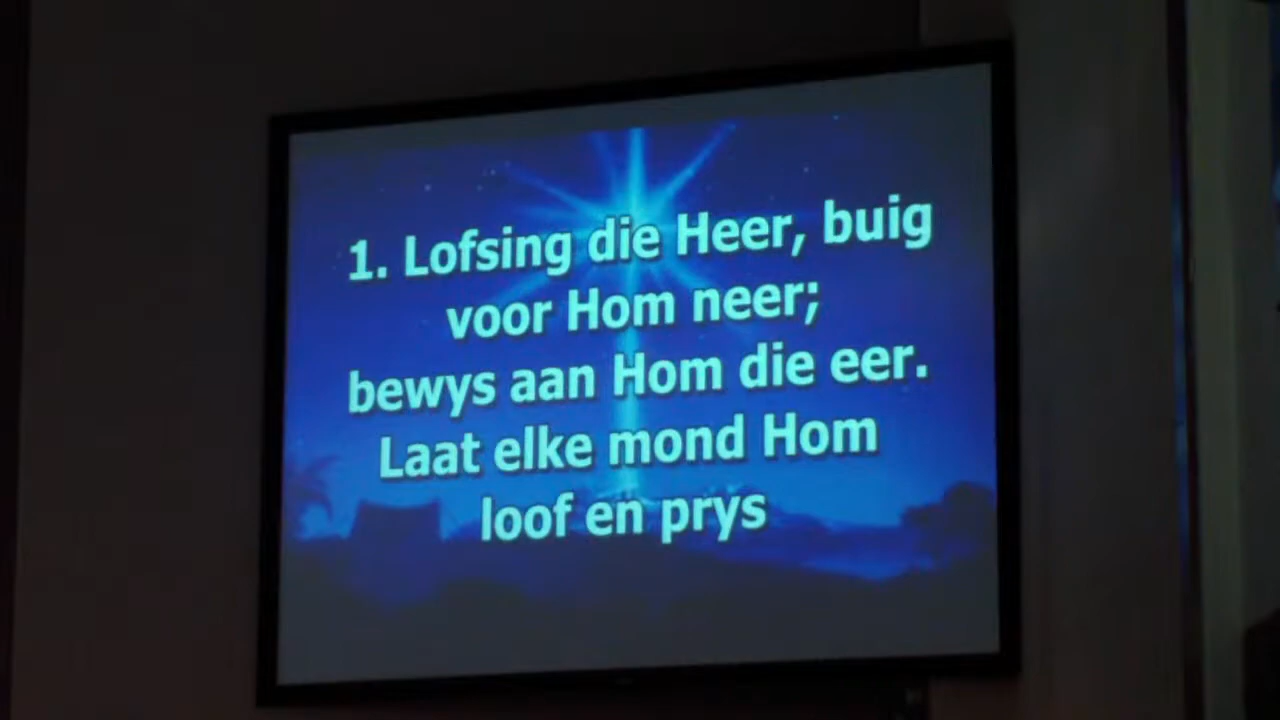 1. Lofsing die Heer, buig
voor Hom neer;
bewys aan Hom die eer.
Laat elke mond Hom
loof en prys